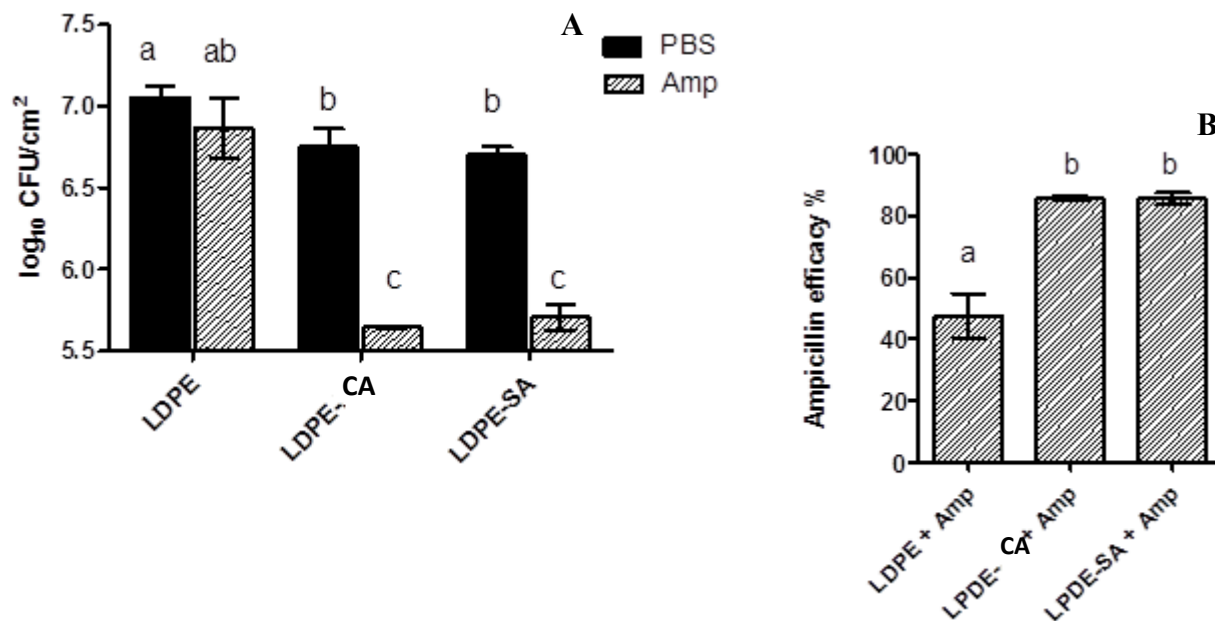 A
PBS
Amp
log10 CFU/cm²
7.5
7.0
6.5
6.0
5.5
a
ab
b
b
c
c
LDPE
LDPE-CA
LDPE-SA
B
Ampicillin efficacy %
100
80
60
40
20
0
a
b
b
LDPE + Amp
LPDE-CA + Amp
LPDE-SA + Amp